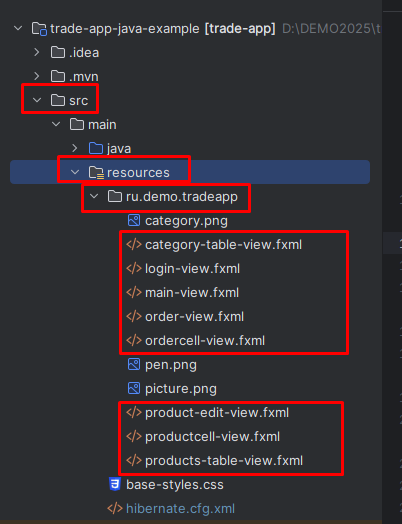 trade-app-java-example [trade-app] D:\DEMO2025\t
.idea
.mvn
src
main
java
resources
ru.demo.tradeapp
category.png
category-table-view.fxml
login-view.fxml
main-view.fxml
order-view.fxml
ordercell-view.fxml
pen.png
picture.png
product-edit-view.fxml
productcell-view.fxml
products-table-view.fxml
base-styles.css
hibernate.cfg.xml